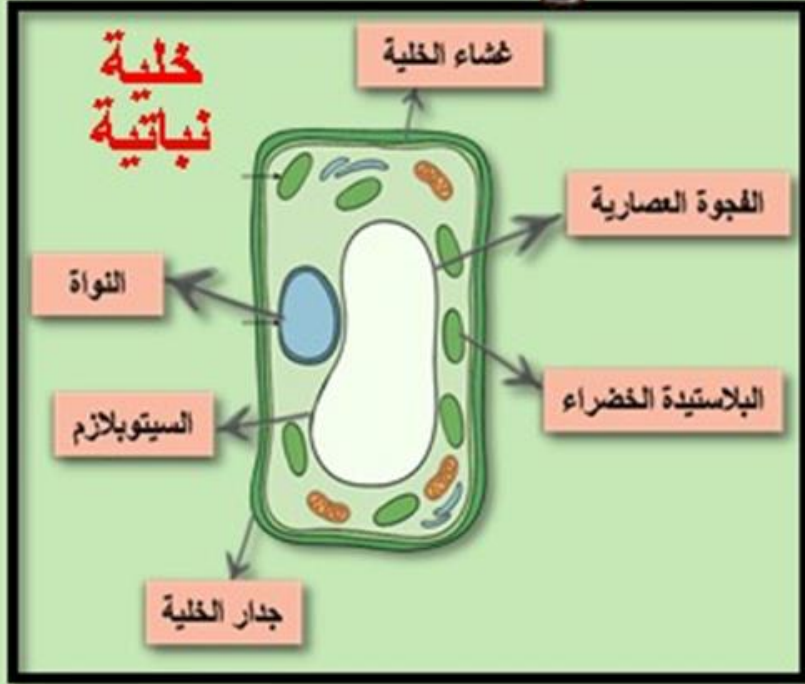 خلية
نباتية
غشاء الخلية
الفجوة العصارية
النواة
البلاستيدة الخضراء
السيتوبلازم
جدار الخلية